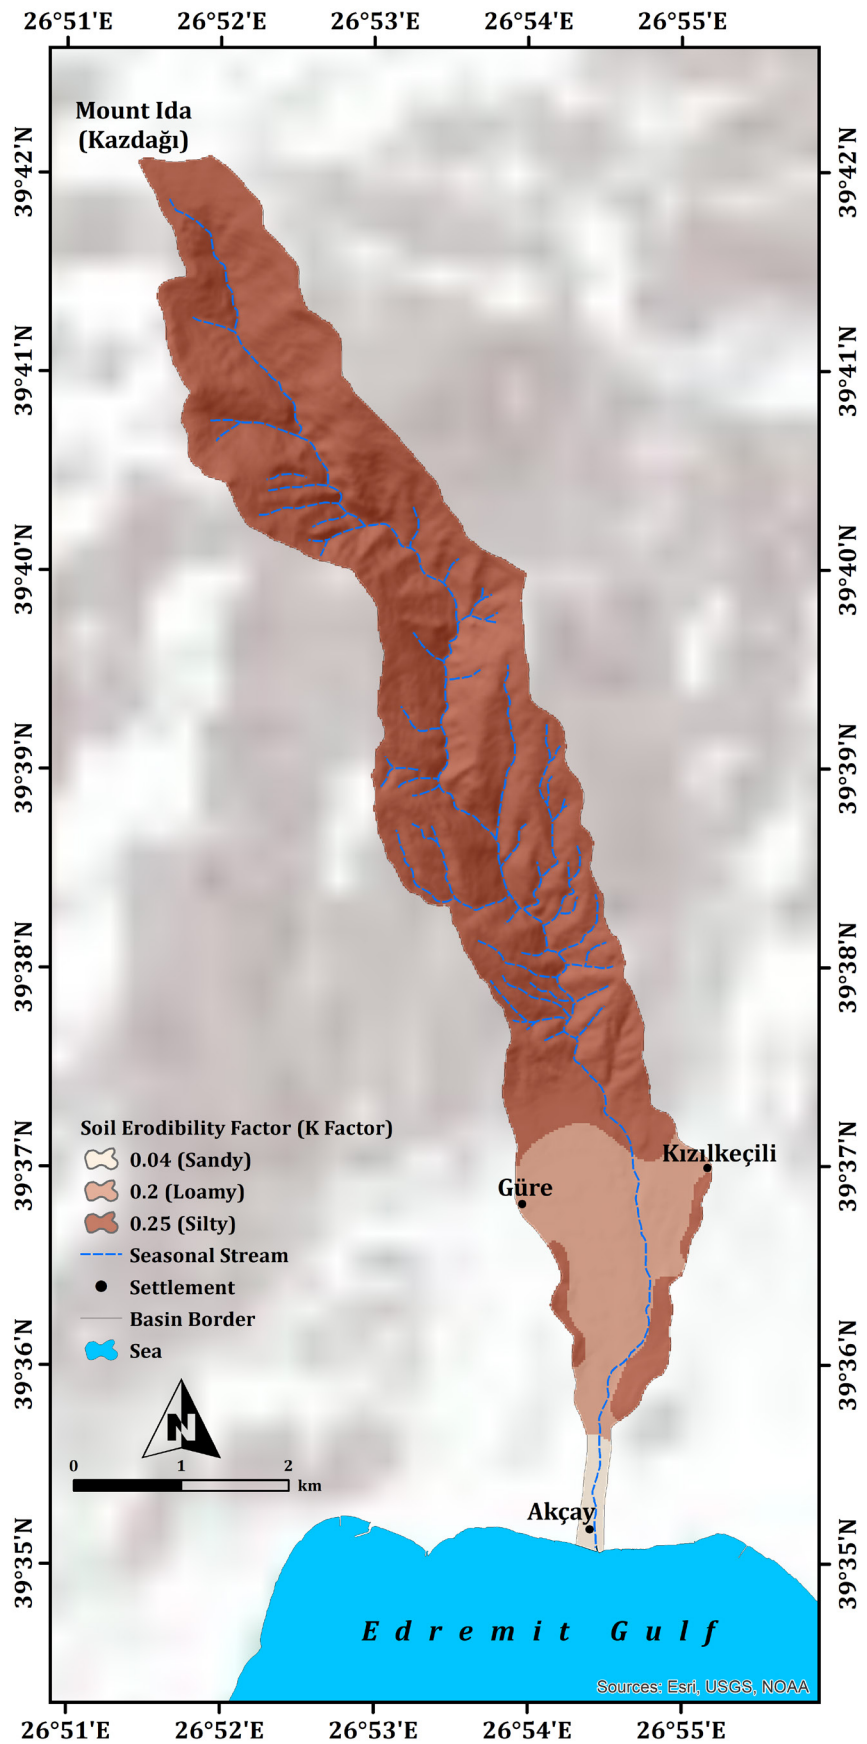 26°51'E 26°52'E 26°53'E 26°54'E 26°55'E
Mount Ida
(Kazdağı)
39°42'N 39°42'N
39°41'N 39°41'N
39°40'N 39°40'N
39°39'N 39°39'N
39°38'N 39°38'N
Soil Erodibility Factor (K Factor)
0.04 (Sandy)
0.2 (Loamy)
0.25 (Silty)
Seasonal Stream
Settlement
Basin Border
Sea
39°37'N 39°37'N
Kızılkeçili
Güre
39°36'N 39°36'N
N
0 1 2
km
Akçay
39°35'N 39°35'N
Edremit Gulf
Sources: Esri, USGS, NOAA
26°51'E 26°52'E 26°53'E 26°54'E 26°55'E